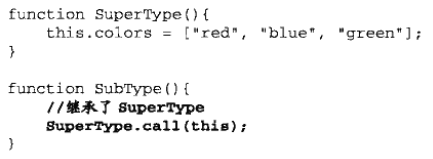 function SuperType(){
    this.colors = ["red", "blue", "green"];
}

function SubType(){
    //继承了 SuperType
    SuperType.call(this);
}